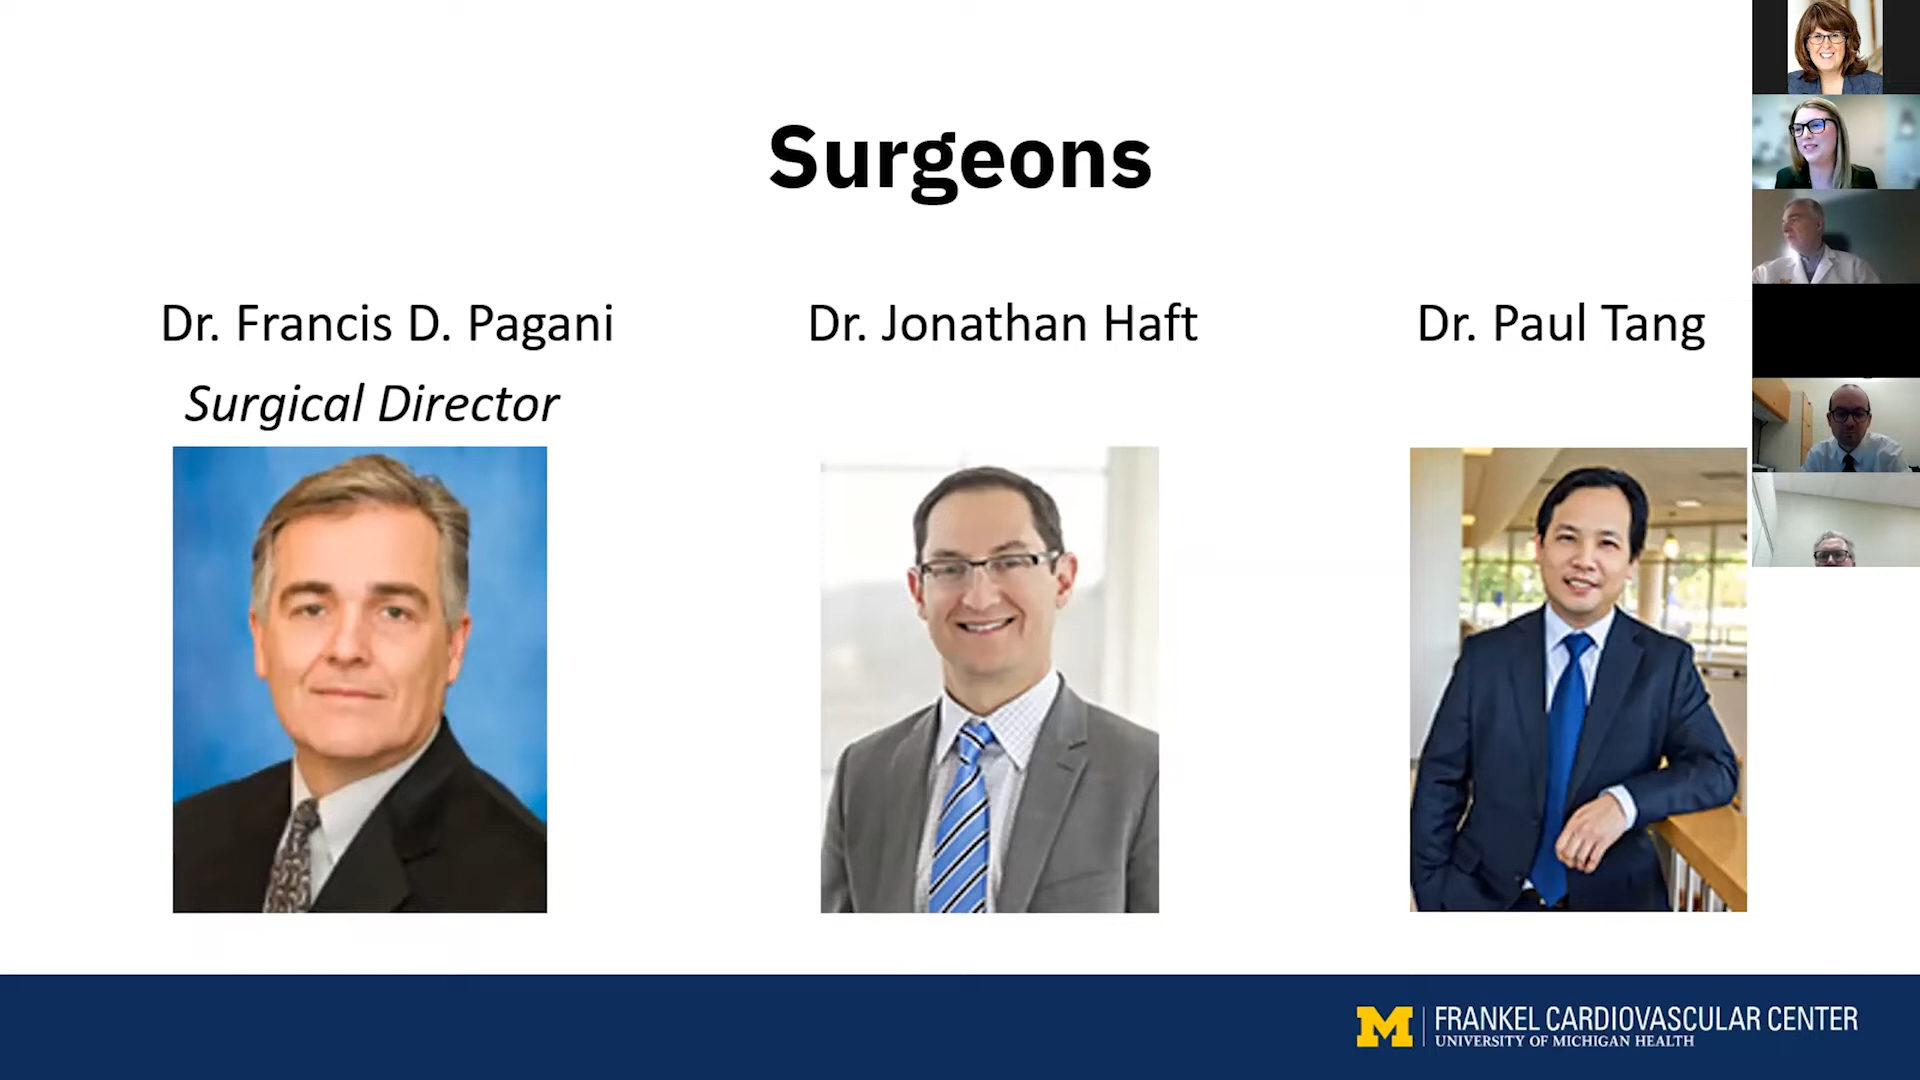 Surgeons
Dr. Francis D. Pagani
Surgical Director
Dr. Jonathan Haft
Dr. Paul Tang
M
FRANKEL CARDIOVASCULAR CENTER
UNIVERSITY OF MICHIGAN HEALTH